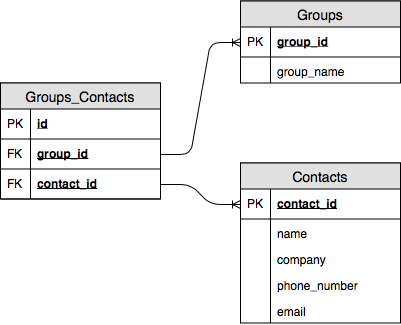 Groups
PK group_id
group_name
Groups_Contacts
PK id
FK group_id
FK contact_id
Contacts
PK contact_id
name
company
phone_number
email